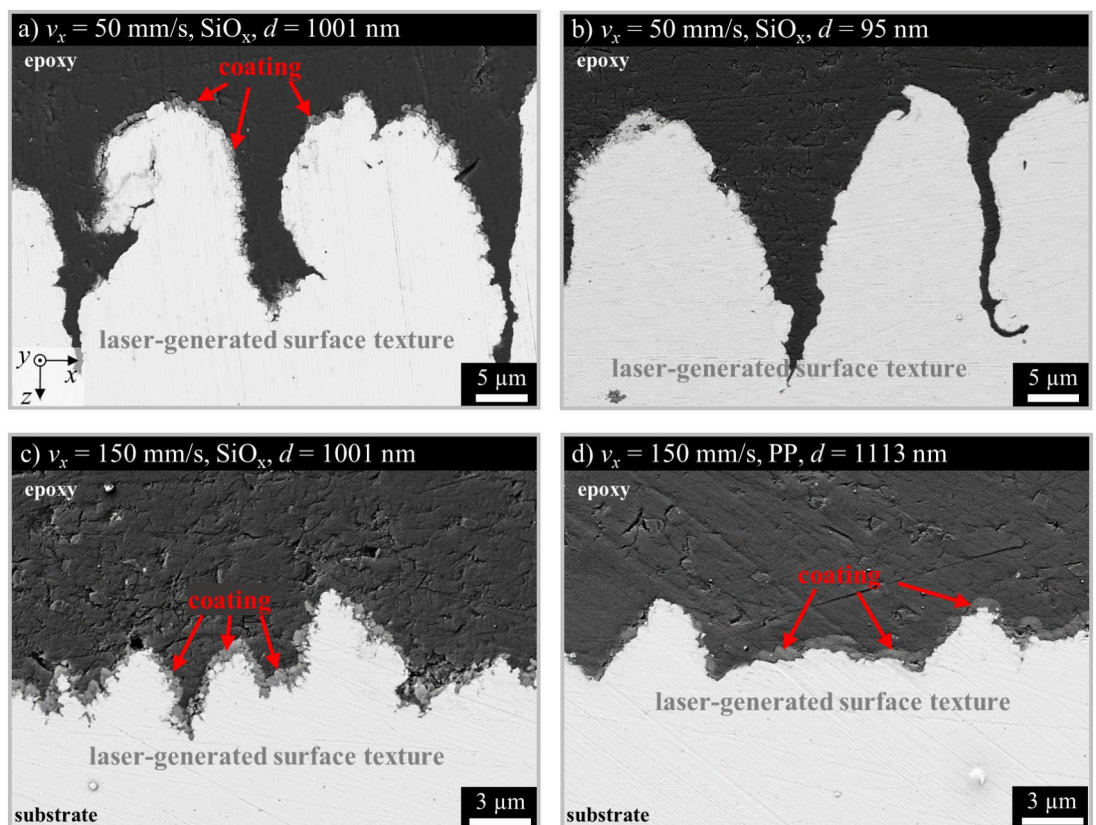 a) vₓ = 50 mm/s, SiOₓ, d = 1001 nm
epoxy
coating
laser-generated surface texture
y
x
z
5 µm
b) vₓ = 50 mm/s, SiOₓ, d = 95 nm
epoxy
laser-generated surface texture
5 µm
c) vₓ = 150 mm/s, SiOₓ, d = 1001 nm
epoxy
coating
laser-generated surface texture
substrate
3 µm
d) vₓ = 150 mm/s, PP, d = 1113 nm
epoxy
coating
laser-generated surface texture
substrate
3 µm